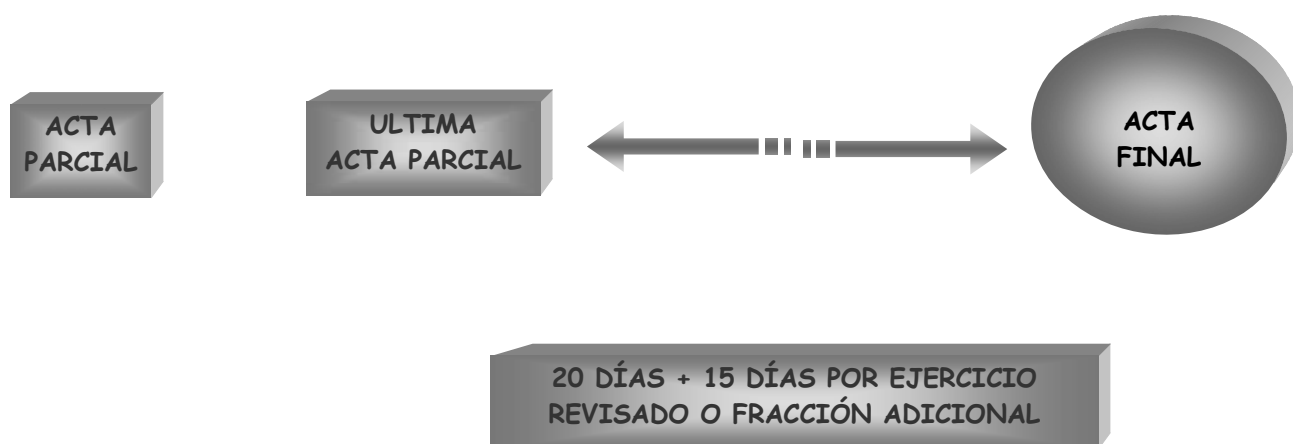 ACTA
PARCIAL
ULTIMA
ACTA PARCIAL
ACTA
FINAL
20 DÍAS + 15 DÍAS POR EJERCICIO
REVISADO O FRACCIÓN ADICIONAL